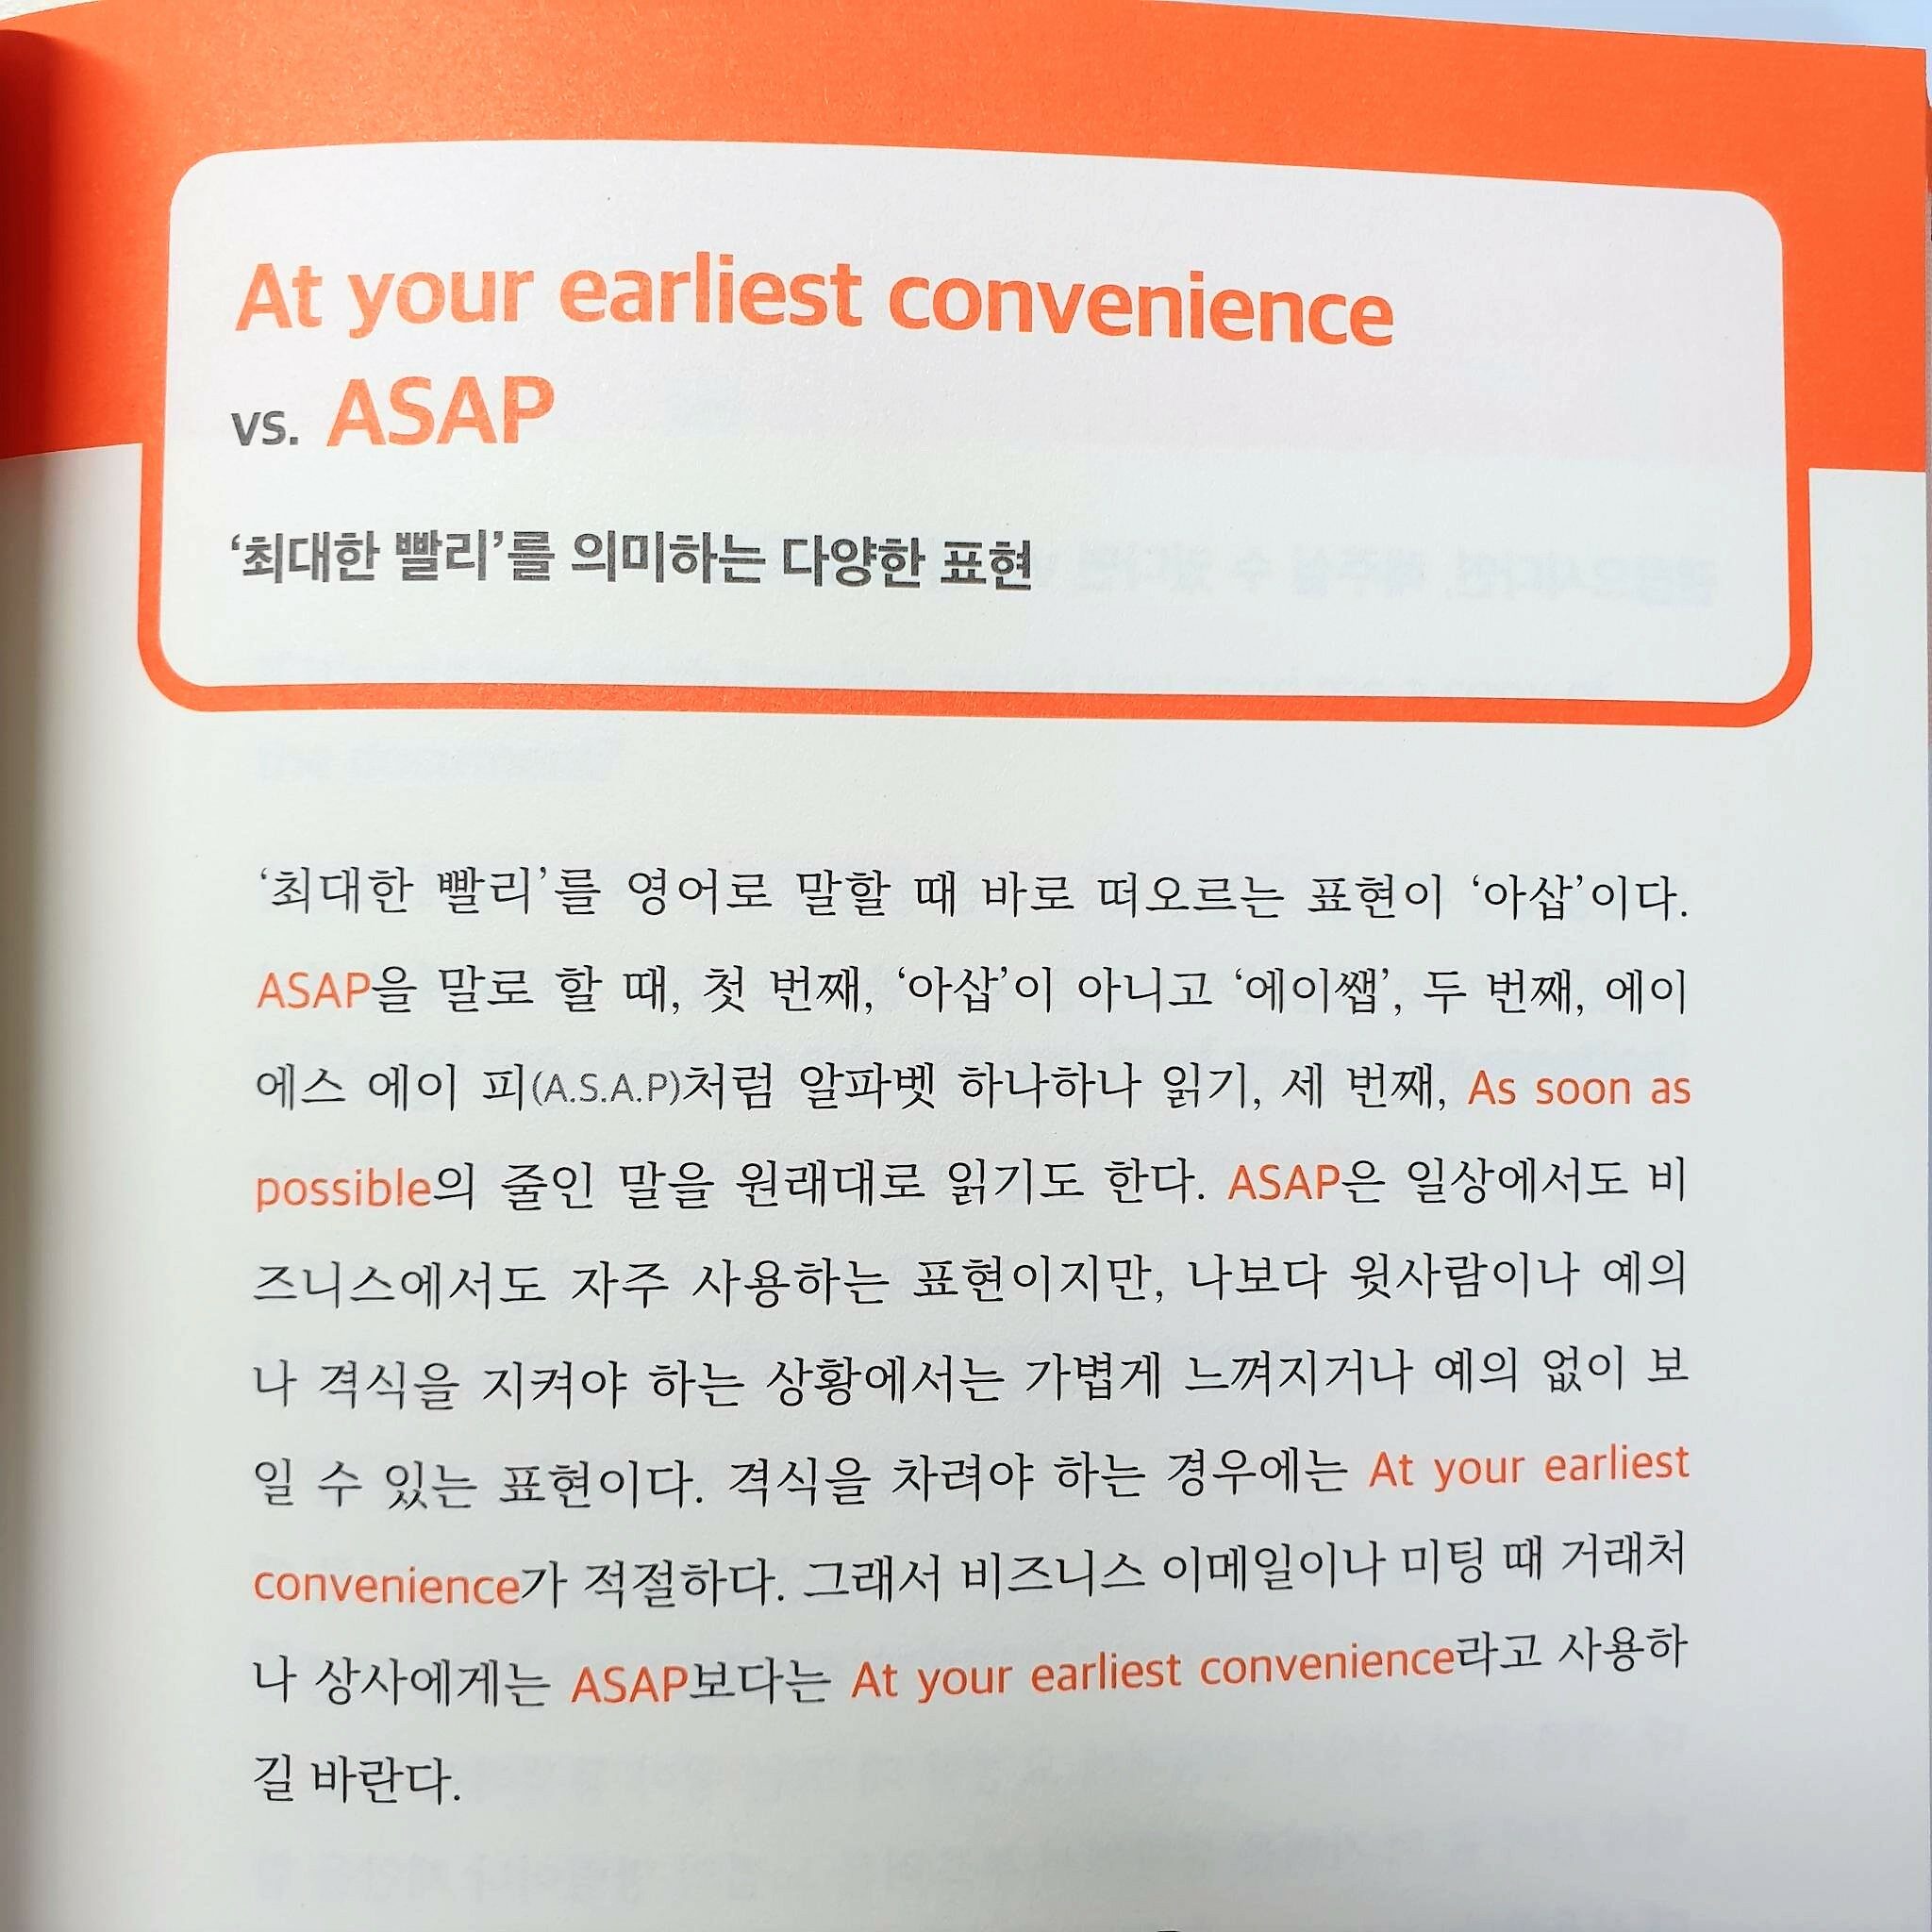 At your earliest convenience
vs. ASAP
‘최대한 빨리’를 의미하는 다양한 표현
‘최대한 빨리’를 영어로 말할 때 바로 떠오르는 표현이 ‘아삽’이다.
ASAP을 말로 할 때, 첫 번째, ‘아삽’이 아니고 ‘에이쌥’, 두 번째, 에이
에스 에이 피(A.S.A.P)처럼 알파벳 하나하나 읽기, 세 번째, As soon as
possible의 줄인 말을 원래대로 읽기도 한다. ASAP은 일상에서도 비
즈니스에서도 자주 사용하는 표현이지만, 나보다 윗사람이나 예의
나 격식을 지켜야 하는 상황에서는 가볍게 느껴지거나 예의 없이 보
일 수 있는 표현이다. 격식을 차려야 하는 경우에는 At your earliest
convenience가 적절하다. 그래서 비즈니스 이메일이나 미팅 때 거래처
나 상사에게는 ASAP보다는 At your earliest convenience라고 사용하
길 바란다.